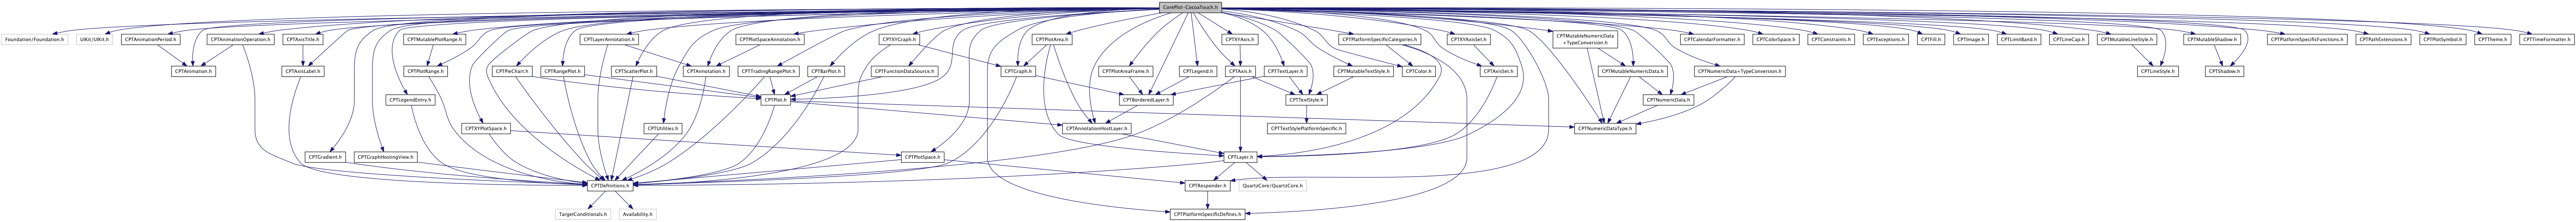 CorePlot-CocoaTouch.h
Foundation/Foundation.h
UIKit/UIKit.h
CPTAnimationPeriod.h
CPTAnimationOperation.h
CPTAxisTitle.h
CPTMutablePlotRange.h
CPTLayerAnnotation.h
CPTPlotSpaceAnnotation.h
CPTXYGraph.h
CPTPlotArea.h
CPTXYAxis.h
CPTPlatformSpecificCategories.h
CPTXYAxisSet.h
CPTMutableNumericData
+TypeConversion.h
CPTCalendarFormatter.h
CPTColorSpace.h
CPTConstraints.h
CPTExceptions.h
CPTFill.h
CPTImage.h
CPTLimitBand.h
CPTLineCap.h
CPTMutableLineStyle.h
CPTMutableShadow.h
CPTPlatformSpecificFunctions.h
CPTPathExtensions.h
CPTPlotSymbol.h
CPTTheme.h
CPTTimeFormatter.h
CPTAnimation.h
CPTAxisLabel.h
CPTPlotRange.h
CPTPieChart.h
CPTRangePlot.h
CPTScatterPlot.h
CPTAnnotation.h
CPTTradingRangePlot.h
CPTBarPlot.h
CPTFunctionDataSource.h
CPTGraph.h
CPTPlotAreaFrame.h
CPTLegend.h
CPTAxis.h
CPTTextLayer.h
CPTMutableTextStyle.h
CPTColor.h
CPTAxisSet.h
CPTMutableNumericData.h
CPTNumericData+TypeConversion.h
CPTLineStyle.h
CPTShadow.h
CPTLegendEntry.h
CPTPlot.h
CPTBorderedLayer.h
CPTTextStyle.h
CPTNumericData.h
CPTXYPlotSpace.h
CPTUtilities.h
CPTAnnotationHostLayer.h
CPTTextStylePlatformSpecific.h
CPTNumericDataType.h
CPTGradient.h
CPTGraphHostingView.h
CPTPlotSpace.h
CPTLayer.h
CPTDefinitions.h
CPTResponder.h
QuartzCore/QuartzCore.h
TargetConditionals.h
Availability.h
CPTPlatformSpecificDefines.h